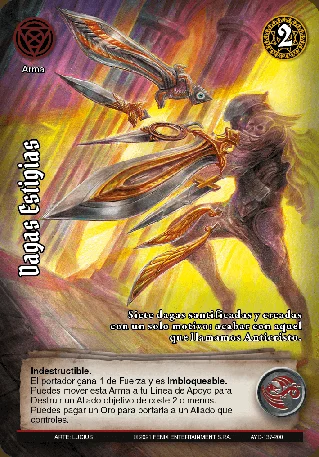 2
Arma
Dagas Estigias
Siete dagas santificadas y creadas
con un solo motivo: acabar con aquel
que llamamos Anticristo.
Indestructible.
El portador gana 1 de Fuerza y es Imbloqueable.
Puedes mover esta Arma a tu Línea de Apoyo para
Destruir un Aliado objetivo de coste 2 o menos.
Puedes pagar un Oro para portarla a un Aliado que
controles.
ENTERTAINMENT S.P.A.